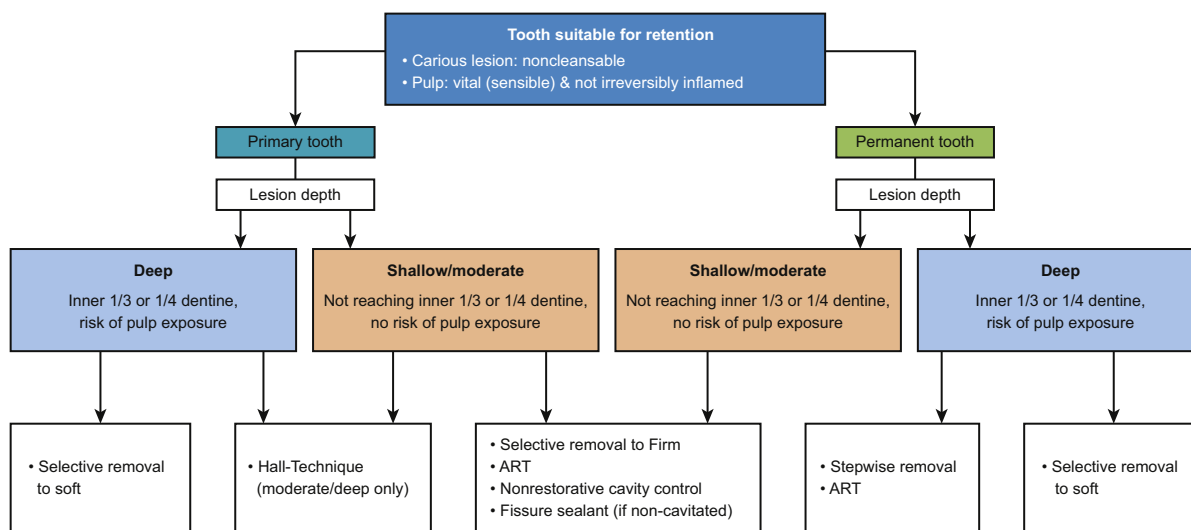 Tooth suitable for retention
• Carious lesion: noncleansable
• Pulp: vital (sensible) & not irreversibly inflamed
Primary tooth
Permanent tooth
Lesion depth
Lesion depth
Deep
Inner 1/3 or 1/4 dentine,
risk of pulp exposure
Shallow/moderate
Not reaching inner 1/3 or 1/4 dentine,
no risk of pulp exposure
Shallow/moderate
Not reaching inner 1/3 or 1/4 dentine,
no risk of pulp exposure
Deep
Inner 1/3 or 1/4 dentine,
risk of pulp exposure
• Selective removal
to soft
• Hall-Technique
(moderate/deep only)
• Selective removal to Firm
• ART
• Nonrestorative cavity control
• Fissure sealant (if non-cavitated)
• Stepwise removal
• ART
• Selective removal
to soft